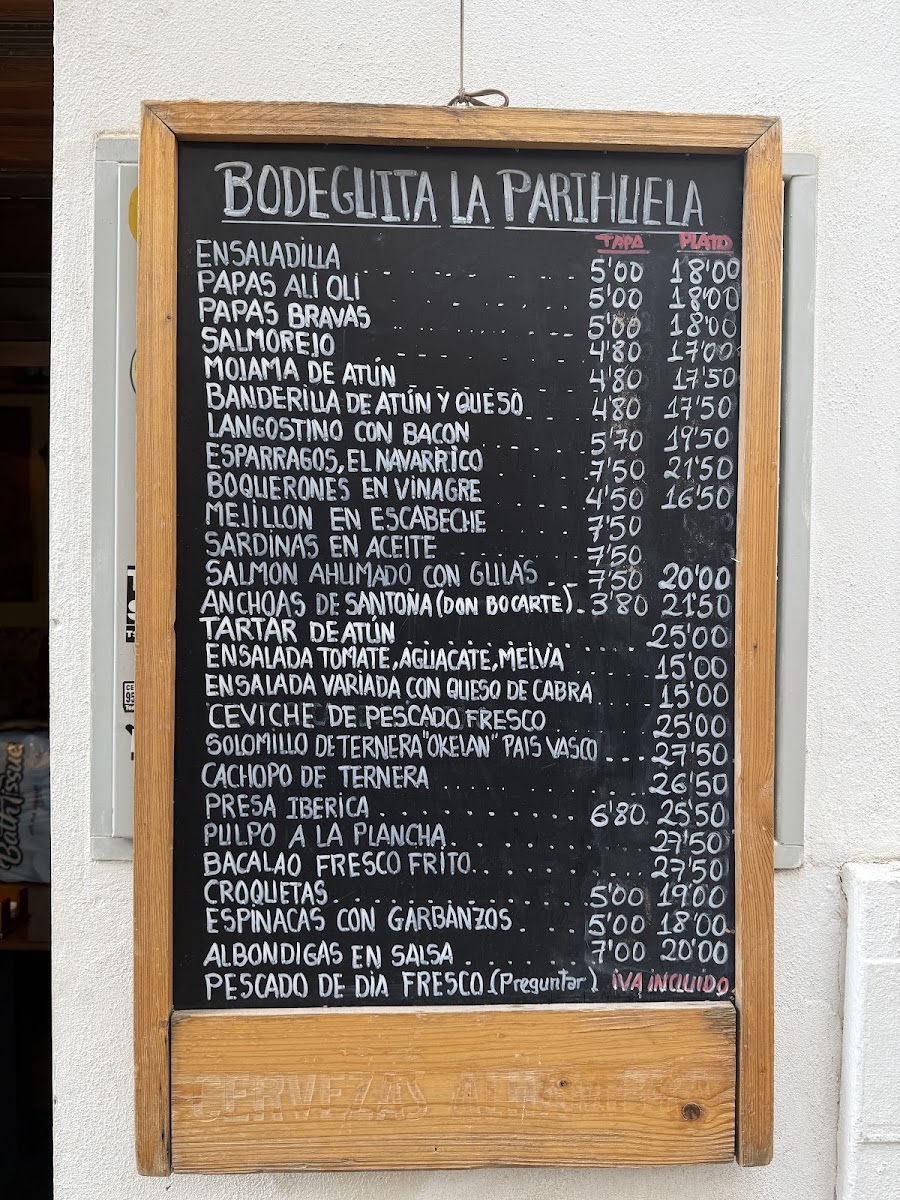 BODEGUITA LA PARIHUELA
TAPA PLATO
ENSALADILLA 5'00 18'00
PAPAS ALI OLI 5'00 18'00
PAPAS BRAVAS 5'00 18'00
SALMOREJO 4'80 17'00
MOJAMA DE ATÚN 4'80 17'50
BANDERILLA DE ATÚN Y QUESO 4'80 17'50
LANGOSTINO CON BACON 5'70 19'50
ESPARRAGOS, EL NAVARRICO 7'50 21'50
BOQUERONES EN VINAGRE 4'50 16'50
MEJILLON EN ESCABECHE 7'50
SARDINAS EN ACEITE 7'50
SALMON AHUMADO CON GULAS 7'50 20'00
ANCHOAS DE SANTOÑA (DON BOCARTE) 3'80 21'50
TARTAR DE ATÚN 25'00
ENSALADA TOMATE, AGUACATE, MELVA 15'00
ENSALADA VARIADA CON QUESO DE CABRA 15'00
CEVICHE DE PESCADO FRESCO 25'00
SOLOMILLO DE TERNERA "OKELAN" PAIS VASCO 27'50
CACHOPO DE TERNERA 26'50
PRESA IBERICA 6'80 25'50
PULPO A LA PLANCHA 27'50
BACALAO FRESCO FRITO 27'50
CROQUETAS 5'00 19'00
ESPINACAS CON GARBANZOS 5'00 18'00
ALBONDIGAS EN SALSA 7'00 20'00
PESCADO DE DIA FRESCO (Preguntar) IVA INCLUIDO
CERVEZAS
Bath Tissue